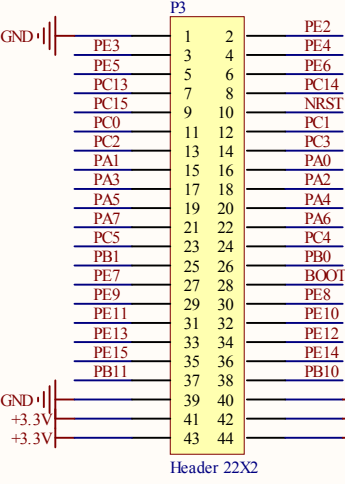 P3
GND 1 2 PE2
PE3 3 4 PE4
PE5 5 6 PE6
PC13 7 8 PC14
PC15 9 10 NRST
PC0 11 12 PC1
PC2 13 14 PC3
PA1 15 16 PA0
PA3 17 18 PA2
PA5 19 20 PA4
PA7 21 22 PA6
PC5 23 24 PC4
PB1 25 26 PB0
PE7 27 28 BOOT
PE9 29 30 PE8
PE11 31 32 PE10
PE13 33 34 PE12
PE15 35 36 PE14
PB11 37 38 PB10
GND 39 40
+3.3V 41 42
+3.3V 43 44
Header 22X2